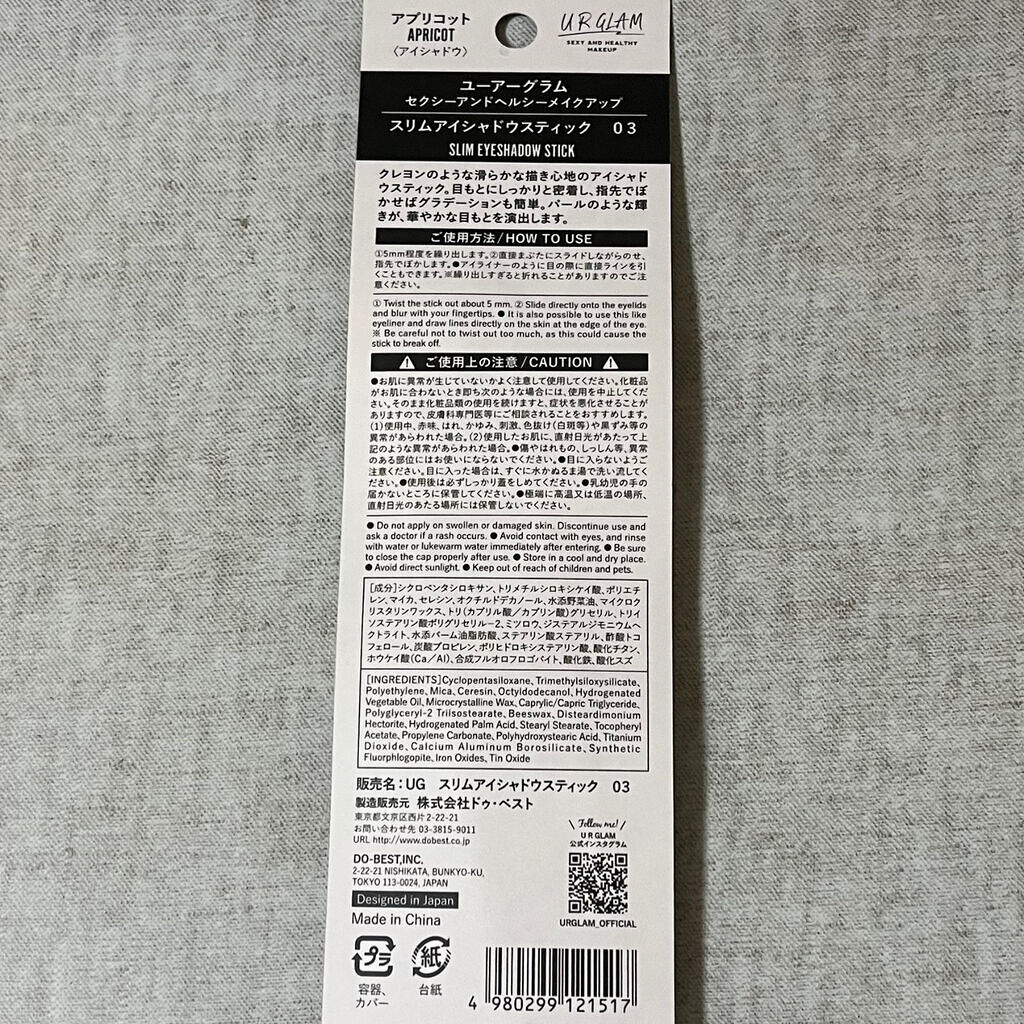 アプリコット
APRICOT
〈アイシャドウ〉
U R GLAM
SEXY AND HEALTHY
MAKEUP
ユーアーグラム
セクシーアンドヘルシーメイクアップ
スリムアイシャドウスティック 03
SLIM EYESHADOW STICK
クレヨンのような滑らかな描き心地のアイシャド
ウスティック。目もとにしっかりと密着し、指先でぼ
かせばグラデーションも簡単。パールのような輝
きが、華やかな目もとを演出します。
ご使用方法/HOW TO USE
①5mm程度を繰り出します。②直接まぶたにスライドしながらのせ、
指先でぼかします。●アイライナーのように目の際に直接ラインを引
くこともできます。※繰り出しすぎると折れることがありますのでご注
意ください。
① Twist the stick out about 5 mm. ② Slide directly onto the eyelids
and blur with your fingertips. ● It is also possible to use this like
eyeliner and draw lines directly on the skin at the edge of the eye.
※ Be careful not to twist out too much, as this could cause the
stick to break off.
ご使用上の注意/CAUTION
●お肌に異常が生じていないかよく注意して使用してください。化粧品
がお肌に合わないとき即ち次のような場合には、使用を中止してくだ
さい。そのまま化粧品類の使用を続けますと、症状を悪化させることが
ありますので、皮膚科専門医等にご相談されることをおすすめします。
(1)使用中、赤味、はれ、かゆみ、刺激、色抜け(白斑等)や黒ずみ等の
異常があらわれた場合。(2)使用したお肌に、直射日光があたって上
記のような異常があらわれた場合。●傷やはれもの、しっしん等、異常
のある部位にはお使いにならないでください。●目に入らないようご
注意ください。目に入った場合は、すぐに水かぬるま湯で洗い流してく
ださい。●使用後は必ずしっかり蓋をしめてください。●乳幼児の手の
届かないところに保管してください。●極端に高温又は低温の場所、
直射日光のあたる場所には保管しないでください。
● Do not apply on swollen or damaged skin. Discontinue use and
ask a doctor if a rash occurs. ● Avoid contact with eyes, and rinse
with water or lukewarm water immediately after entering. ● Be sure
to close the cap properly after use. ● Store in a cool and dry place.
● Avoid direct sunlight. ● Keep out of reach of children and pets.
[成分]シクロペンタシロキサン、トリメチルシロキシケイ酸、ポリエチ
レン、マイカ、セレシン、オクチルドデカノール、水添野菜油、マイクロク
リスタリンワックス、トリ(カプリル酸/カプリン酸)グリセリル、トリイ
ソステアリン酸ポリグリセリル-2、ミツロウ、ジステアルジモニウムヘ
クトライト、水添パーム油脂肪酸、ステアリン酸ステアリル、酢酸トコ
フェロール、炭酸プロピレン、ポリヒドロキシステアリン酸、酸化チタン、
ホウケイ酸(Ca/Al)、合成フルオロフロゴパイト、酸化鉄、酸化スズ
[INGREDIENTS]Cyclopentasiloxane, Trimethylsiloxysilicate,
Polyethylene, Mica, Ceresin, Octyldodecanol, Hydrogenated
Vegetable Oil, Microcrystalline Wax, Caprylic/Capric Triglyceride,
Polyglyceryl-2 Triisostearate, Beeswax, Disteardimonium
Hectorite, Hydrogenated Palm Acid, Stearyl Stearate, Tocopheryl
Acetate, Propylene Carbonate, Polyhydroxystearic Acid, Titanium
Dioxide, Calcium Aluminum Borosilicate, Synthetic
Fluorphlogopite, Iron Oxides, Tin Oxide
販売名:UG スリムアイシャドウスティック 03
製造販売元 株式会社ドゥ・ベスト
東京都文京区西片 2-22-21
お問い合わせ先 03-3815-9011
URL http://www.dobest.co.jp
DO-BEST,INC.
2-22-21 NISHIKATA, BUNKYO-KU,
TOKYO 113-0024, JAPAN
Designed in Japan
Made in China
Follow me!
U R GLAM
公式インスタグラム
URGLAM_OFFICIAL
プラ
容器、
カバー
紙
台紙
4 980299 121517